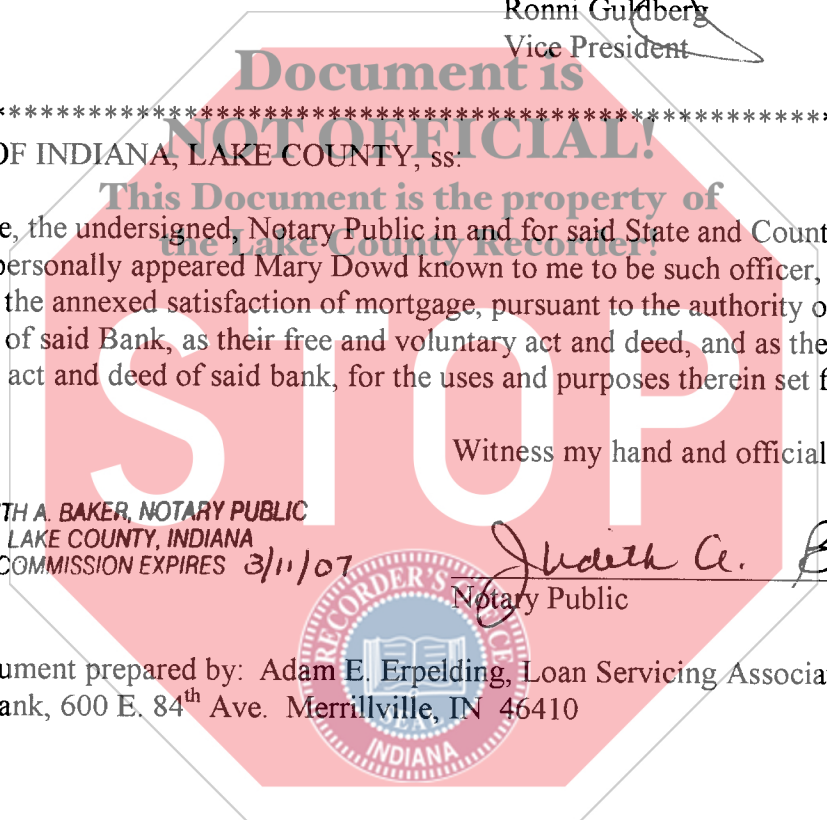 Ronni Guldberg
Vice President
Document is
****************************************************************
NOT OFFICIAL!
OF INDIANA, LAKE COUNTY, ss:
This Document is the property of
the Lake County Recorder!
e, the undersigned, Notary Public in and for said State and Count
personally appeared Mary Dowd known to me to be such officer,
the annexed satisfaction of mortgage, pursuant to the authority o
of said Bank, as their free and voluntary act and deed, and as the
act and deed of said bank, for the uses and purposes therein set f
STOP
Witness my hand and official
TH A. BAKER, NOTARY PUBLIC
LAKE COUNTY, INDIANA
COMMISSION EXPIRES 3/11/07
Judith A. B
Notary Public
RECORDER'S OFFICE
SEAL
INDIANA
ument prepared by: Adam E. Erpelding, Loan Servicing Associa
ank, 600 E. 84th Ave. Merrillville, IN 46410